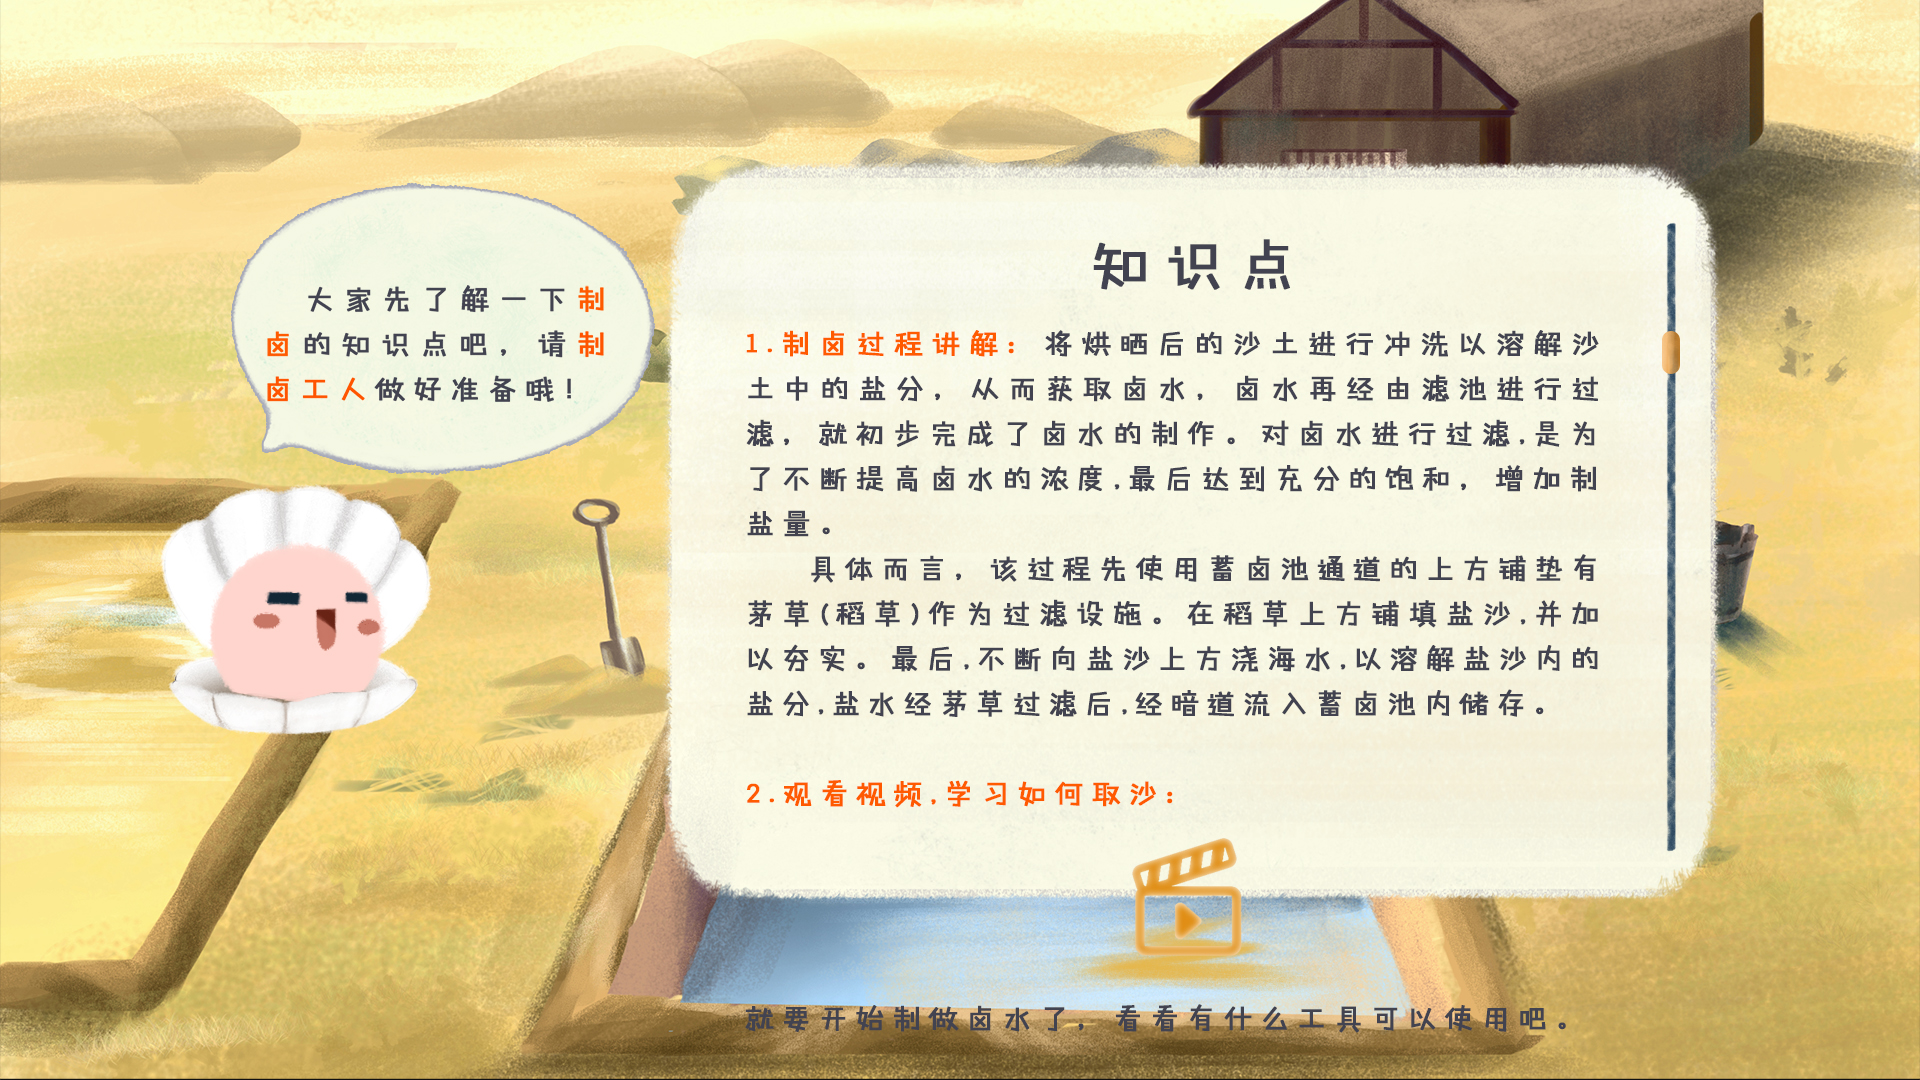 大家先了解一下制
卤的知识点吧，请制
卤工人做好准备哦！
知识点
1.制卤过程讲解：将烘晒后的沙土进行冲洗以溶解沙
土中的盐分，从而获取卤水，卤水再经由滤池进行过
滤，就初步完成了卤水的制作。对卤水进行过滤,是为
了不断提高卤水的浓度,最后达到充分的饱和，增加制
盐量。
具体而言，该过程先使用蓄卤池通道的上方铺垫有
茅草(稻草)作为过滤设施。在稻草上方铺填盐沙,并加
以夯实。最后,不断向盐沙上方浇海水,以溶解盐沙内的
盐分,盐水经茅草过滤后,经暗道流入蓄卤池内储存。
2.观看视频,学习如何取沙：
就要开始制做卤水了，看看有什么工具可以使用吧。